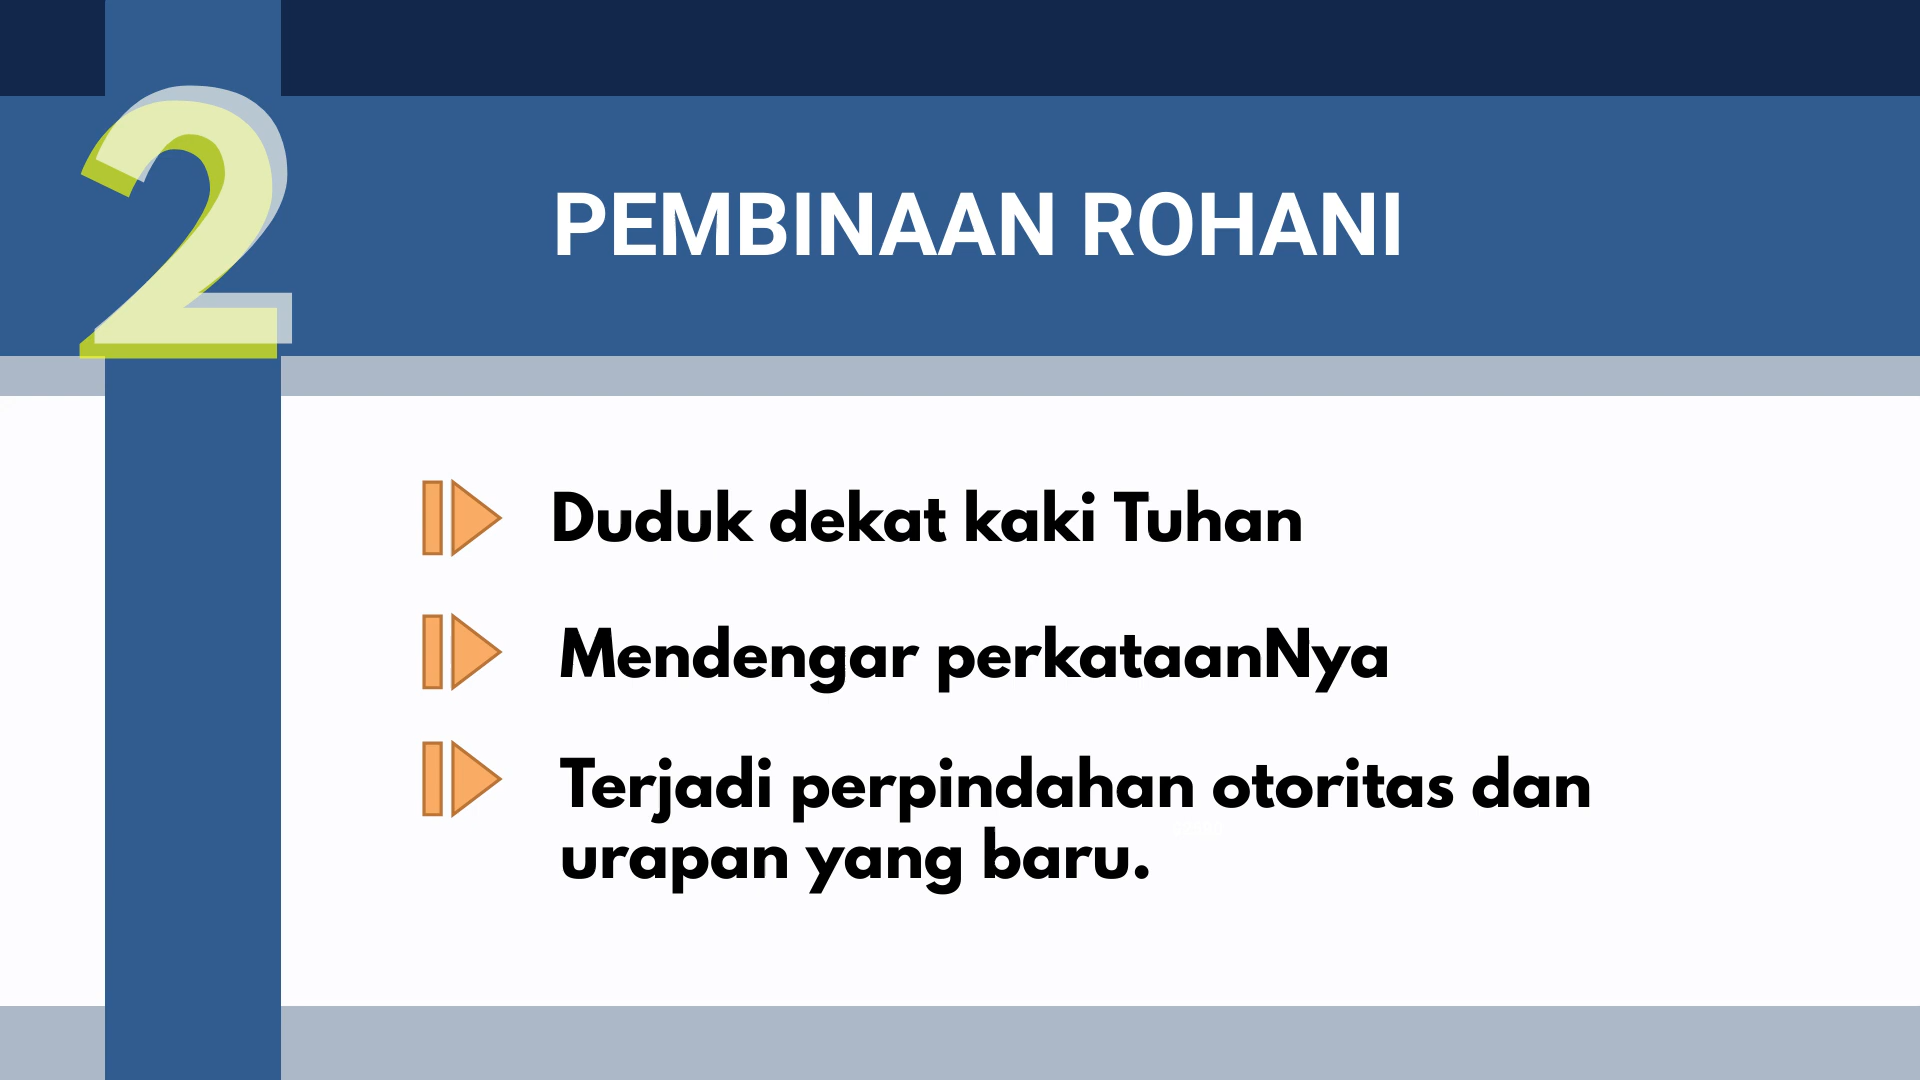 2
PEMBINAAN ROHANI
Duduk dekat kaki Tuhan
Mendengar perkataanNya
Terjadi perpindahan otoritas dan
urapan yang baru.